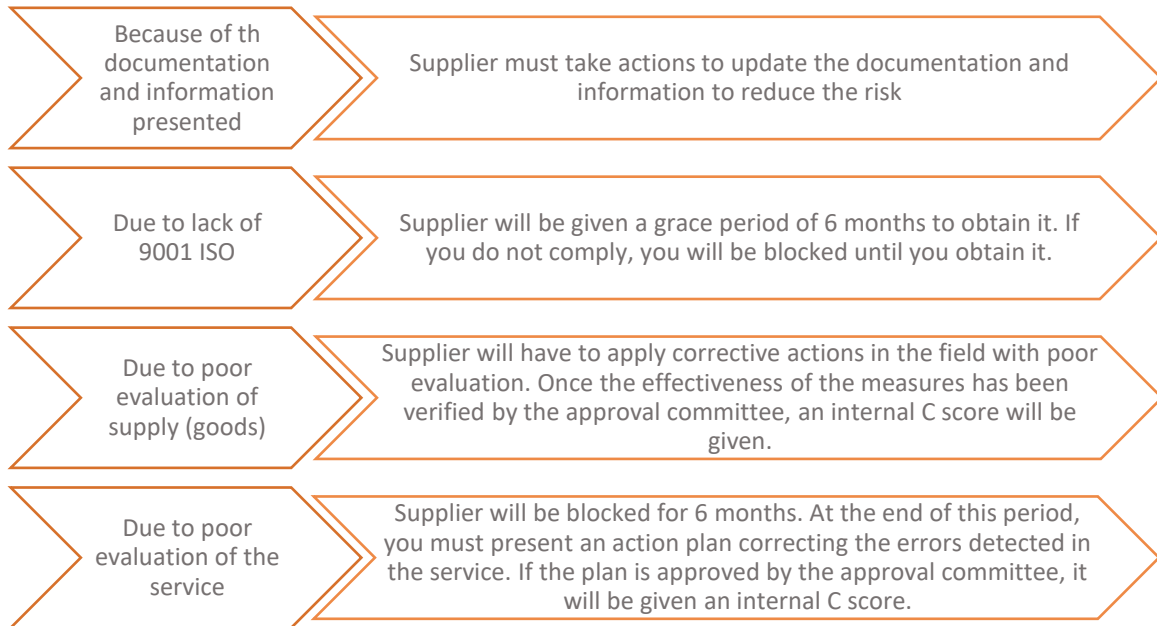 Because of th
documentation
and information
presented
Supplier must take actions to update the documentation and
information to reduce the risk
Due to lack of
9001 ISO
Supplier will be given a grace period of 6 months to obtain it. If
you do not comply, you will be blocked until you obtain it.
Due to poor
evaluation of
supply (goods)
Supplier will have to apply corrective actions in the field with poor
evaluation. Once the effectiveness of the measures has been
verified by the approval committee, an internal C score will be
given.
Due to poor
evaluation of the
service
Supplier will be blocked for 6 months. At the end of this period,
you must present an action plan correcting the errors detected in
the service. If the plan is approved by the approval committee, it
will be given an internal C score.